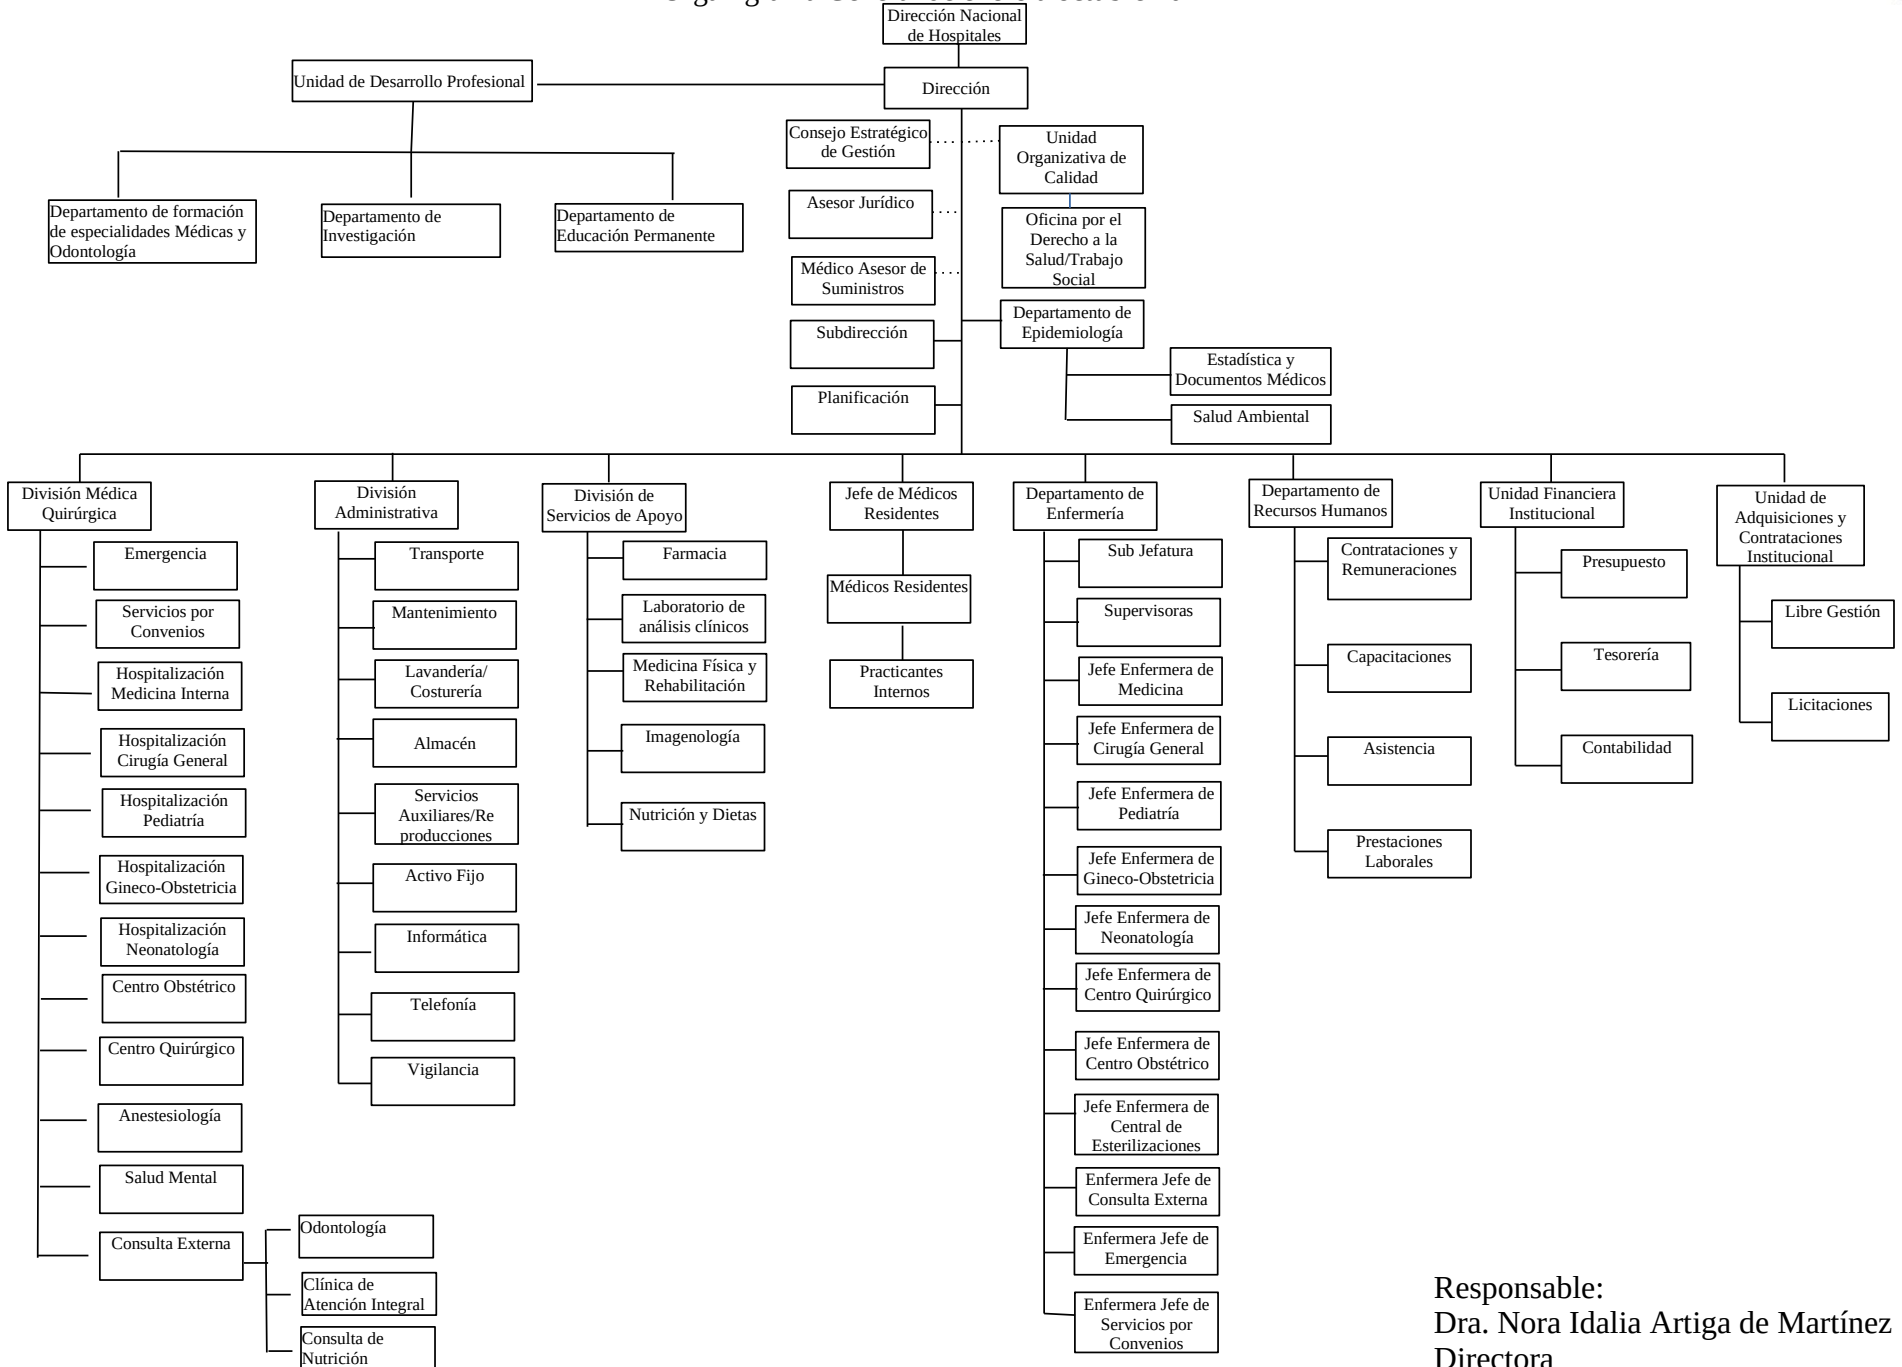 Dirección Nacional
de Hospitales
Unidad de Desarrollo Profesional
Dirección
Consejo Estratégico
de Gestión
Unidad
Organizativa de
Calidad
Departamento de formación
de especialidades Médicas y
Odontología
Departamento de
Investigación
Departamento de
Educación Permanente
Asesor Jurídico
Oficina por el
Derecho a la
Salud/Trabajo
Social
Médico Asesor de
Suministros
Departamento de
Epidemiología
Subdirección
Estadística y
Documentos Médicos
Planificación
Salud Ambiental
División Médica
Quirúrgica
Emergencia
Servicios por
Convenios
Hospitalización
Medicina Interna
Hospitalización
Cirugía General
Hospitalización
Pediatría
Hospitalización
Gineco-Obstetricia
Hospitalización
Neonatología
Centro Obstétrico
Centro Quirúrgico
Anestesiología
Salud Mental
Consulta Externa
Odontología
Clínica de
Atención Integral
Consulta de
Nutrición
División
Administrativa
Transporte
Mantenimiento
Lavandería/
Costurería
Almacén
Servicios
Auxiliares/Re
producciones
Activo Fijo
Informática
Telefonía
Vigilancia
División de
Servicios de Apoyo
Farmacia
Laboratorio de
análisis clínicos
Medicina Física y
Rehabilitación
Imagenología
Nutrición y Dietas
Jefe de Médicos
Residentes
Médicos Residentes
Practicantes
Internos
Departamento de
Enfermería
Sub Jefatura
Supervisoras
Jefe Enfermera de
Medicina
Jefe Enfermera de
Cirugía General
Jefe Enfermera de
Pediatría
Jefe Enfermera de
Gineco-Obstetricia
Jefe Enfermera de
Neonatología
Jefe Enfermera de
Centro Quirúrgico
Jefe Enfermera de
Centro Obstétrico
Jefe Enfermera de
Central de
Esterilizaciones
Enfermera Jefe de
Consulta Externa
Enfermera Jefe de
Emergencia
Enfermera Jefe de
Servicios por
Convenios
Departamento de
Recursos Humanos
Contrataciones y
Remuneraciones
Capacitaciones
Asistencia
Prestaciones
Laborales
Unidad Financiera
Institucional
Presupuesto
Tesorería
Contabilidad
Unidad de
Adquisiciones y
Contrataciones
Institucional
Libre Gestión
Licitaciones
Responsable:
Dra. Nora Idalia Artiga de Martínez
Directora